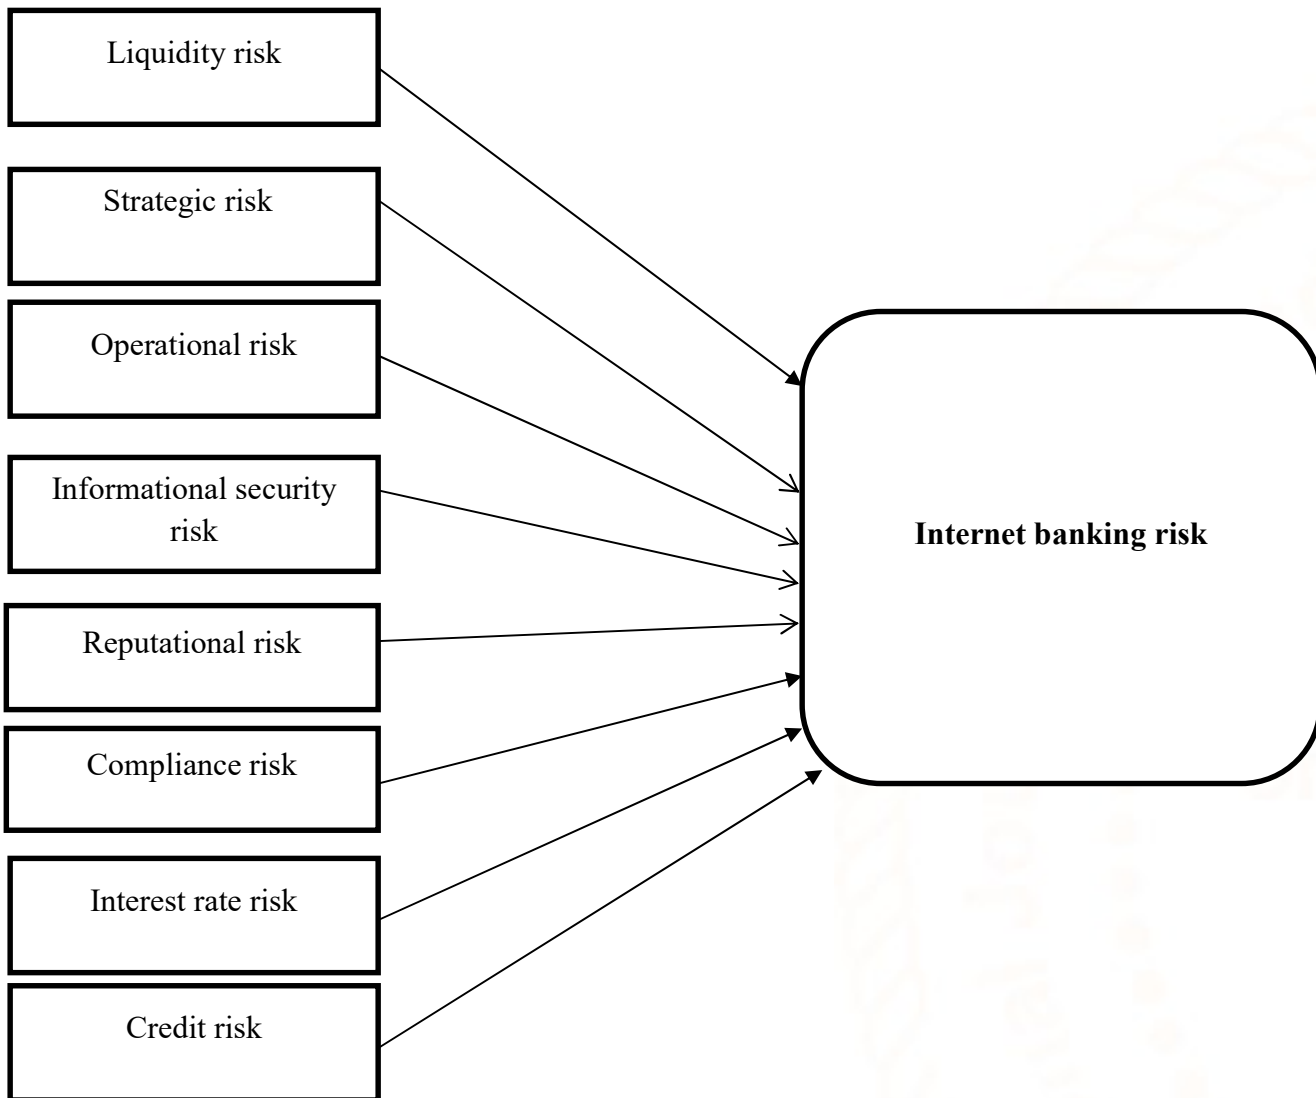 Liquidity risk
Strategic risk
Operational risk
Informational security
risk
Reputational risk
Compliance risk
Interest rate risk
Credit risk
Internet banking risk